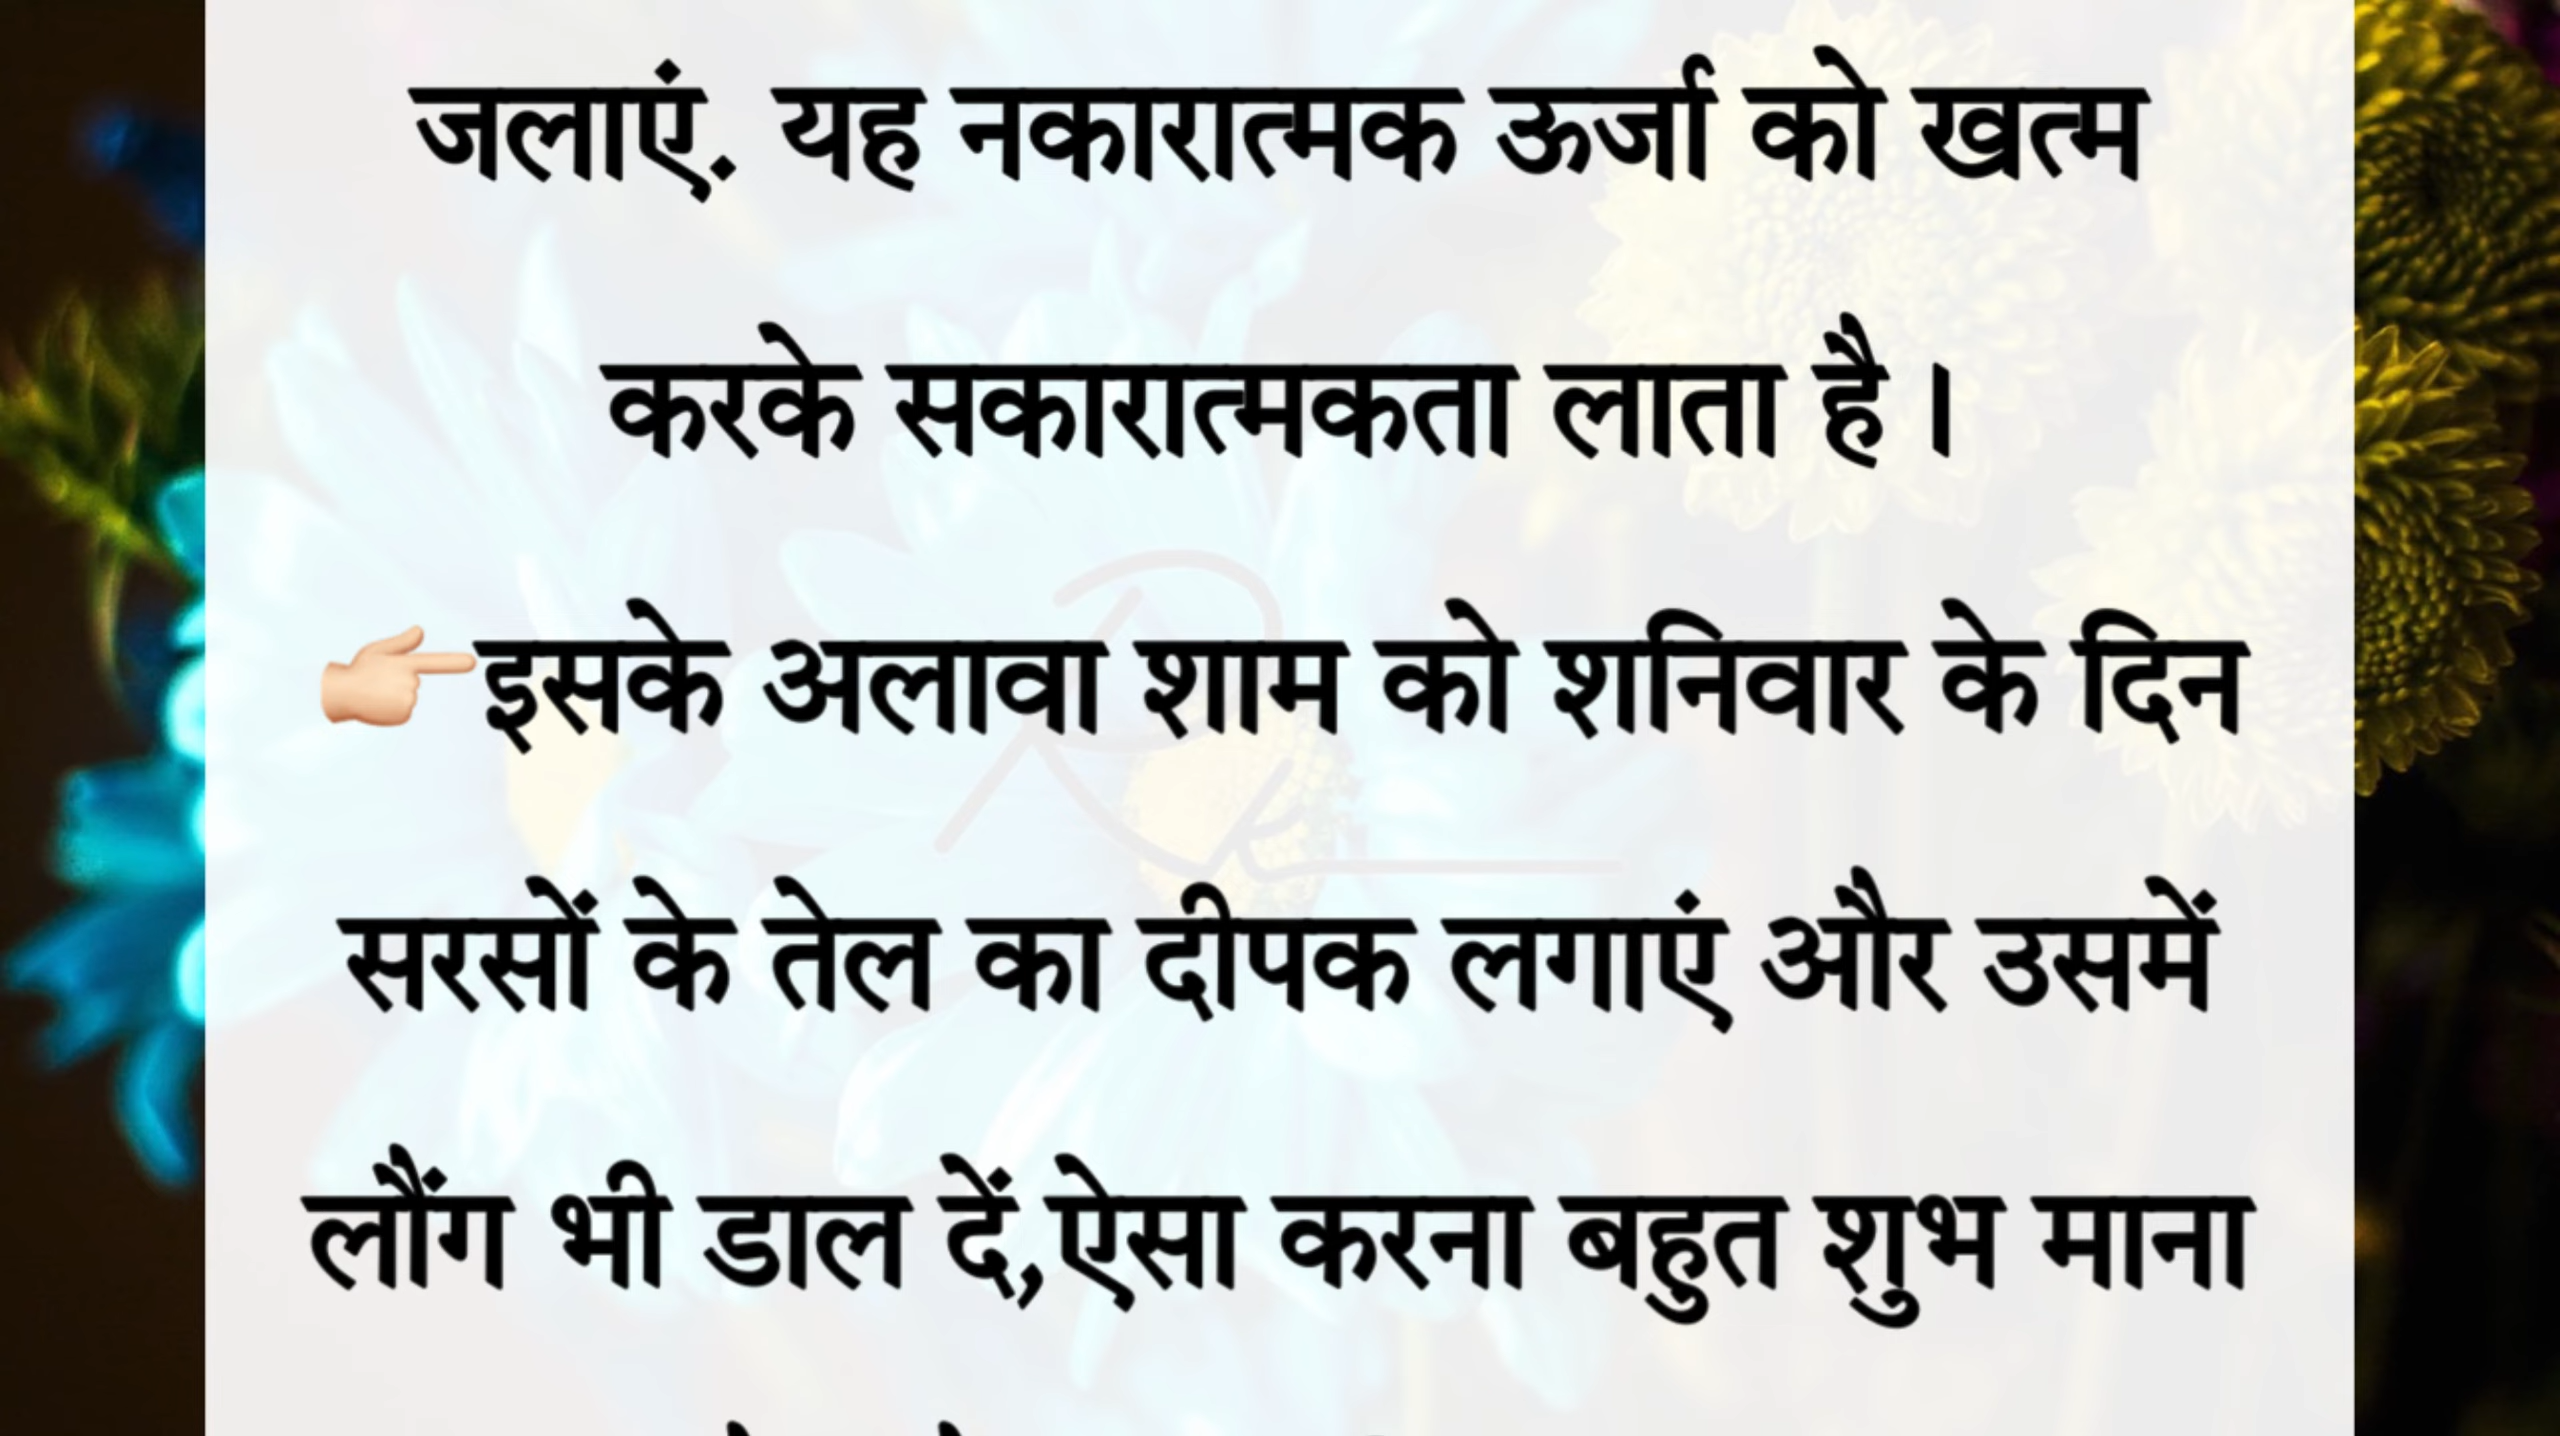 जलाएं. यह नकारात्मक ऊर्जा को खत्म
करके सकारात्मकता लाता है ।
👉🏻इसके अलावा शाम को शनिवार के दिन
सरसों के तेल का दीपक लगाएं और उसमें
लौंग भी डाल दें,ऐसा करना बहुत शुभ माना